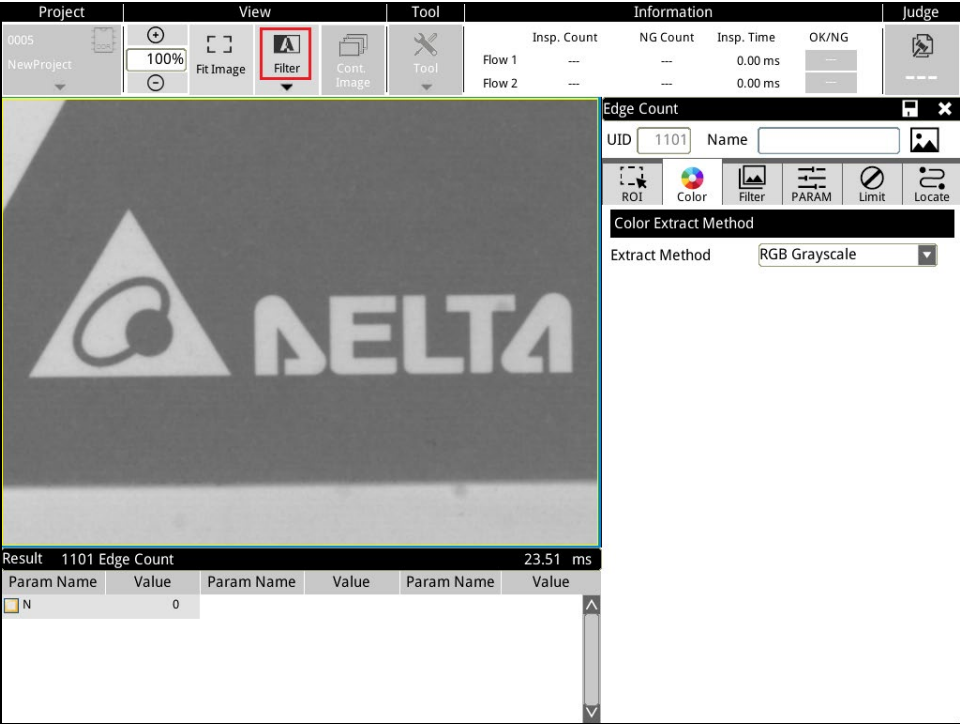 Project View Tool Information Judge
0005
NewProject
100%
Fit Image
Filter
Cont.
Image
Tool
Insp. Count NG Count Insp. Time OK/NG
Flow 1 --- --- 0.00 ms ---
Flow 2 --- --- 0.00 ms ---
---
DELTA
Edge Count
UID 1101 Name
ROI Color Filter PARAM Limit Locate
Color Extract Method
Extract Method RGB Grayscale
Result 1101 Edge Count 23.51 ms
Param Name Value Param Name Value Param Name Value
N 0